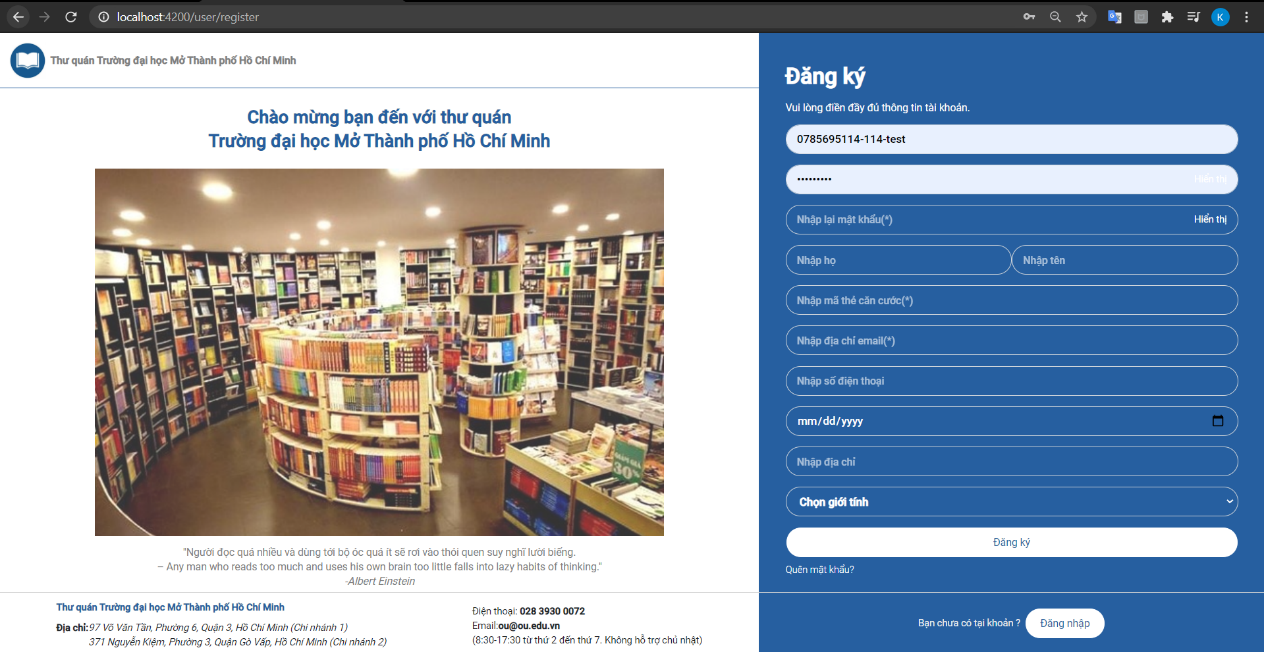 localhost:4200/user/register
K
Thư quán Trường đại học Mở Thành phố Hồ Chí Minh
Chào mừng bạn đến với thư quán
Trường đại học Mở Thành phố Hồ Chí Minh
GIẢM GIÁ
30%
"Người đọc quá nhiều và dùng tới bộ óc quá ít sẽ rơi vào thói quen suy nghĩ lười biếng.
– Any man who reads too much and uses his own brain too little falls into lazy habits of thinking."
-Albert Einstein
Thư quán Trường đại học Mở Thành phố Hồ Chí Minh
Địa chỉ:97 Võ Văn Tần, Phường 6, Quận 3, Hồ Chí Minh (Chi nhánh 1)
371 Nguyễn Kiệm, Phường 3, Quận Gò Vấp, Hồ Chí Minh (Chi nhánh 2)
Điện thoại: 028 3930 0072
Email:ou@ou.edu.vn
(8:30-17:30 từ thứ 2 đến thứ 7. Không hỗ trợ chủ nhật)
Đăng ký
Vui lòng điền đầy đủ thông tin tài khoản.
0785695114-114-test
••••••••• Hiển thị
Nhập lại mật khẩu(*) Hiển thị
Nhập họ Nhập tên
Nhập mã thẻ căn cước(*)
Nhập địa chỉ email(*)
Nhập số điện thoại
mm/dd/yyyy
Nhập địa chỉ
Chọn giới tính
Đăng ký
Quên mật khẩu?
Bạn chưa có tại khoản ? Đăng nhập